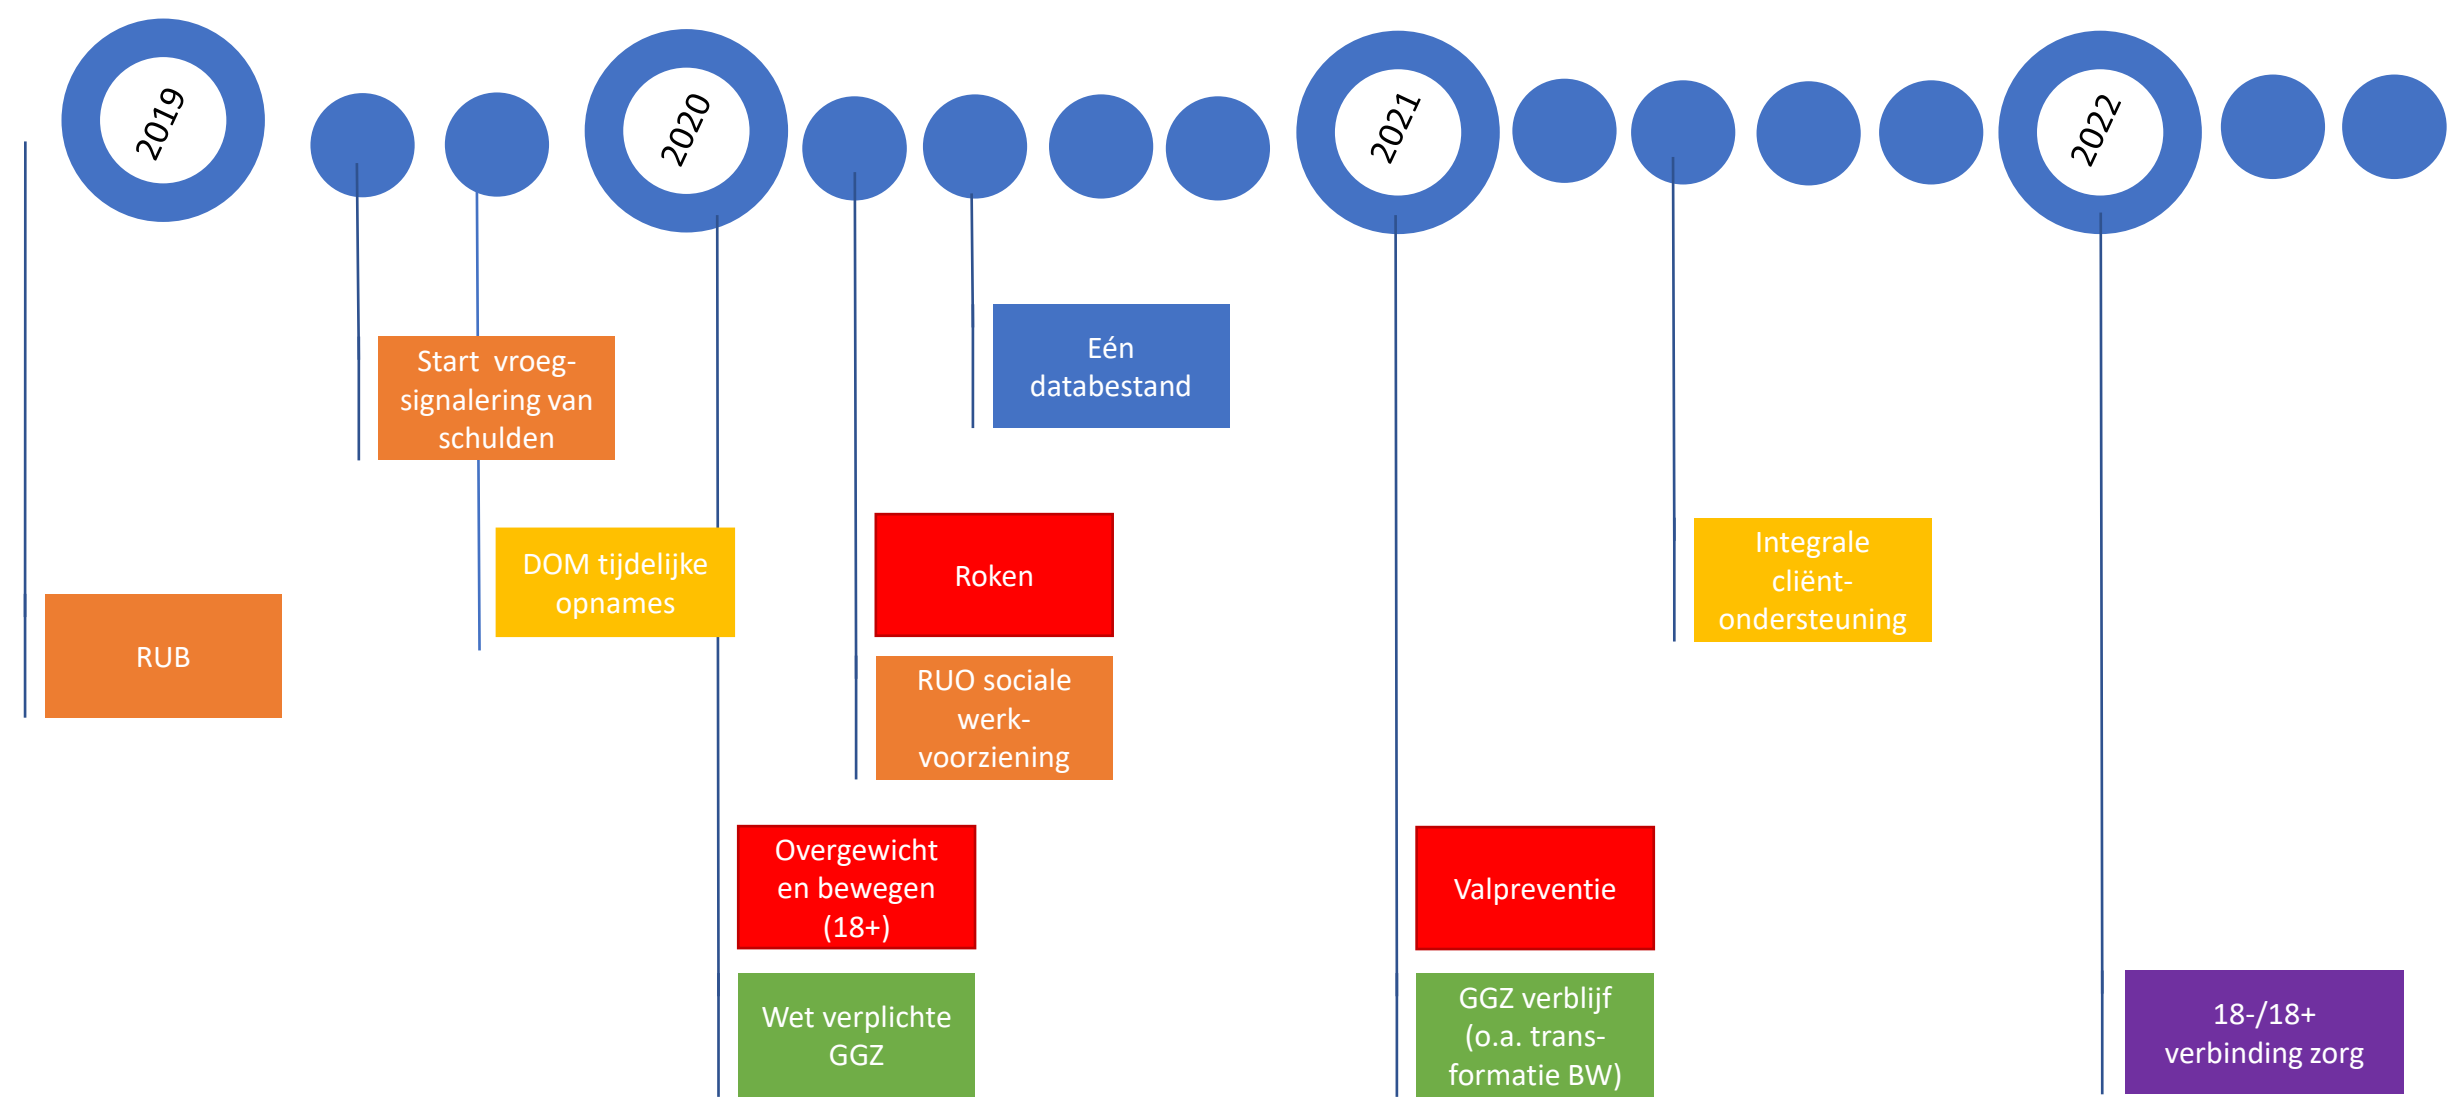 2019
2020
2021
2022
Start vroeg-
signalering van
schulden
Eén
databestand
DOM tijdelijke
opnames
Roken
Integrale
cliënt-
ondersteuning
RUB
RUO sociale
werk-
voorziening
Overgewicht
en bewegen
(18+)
Valpreventie
Wet verplichte
GGZ
GGZ verblijf
(o.a. trans-
formatie BW)
18-/18+
verbinding zorg